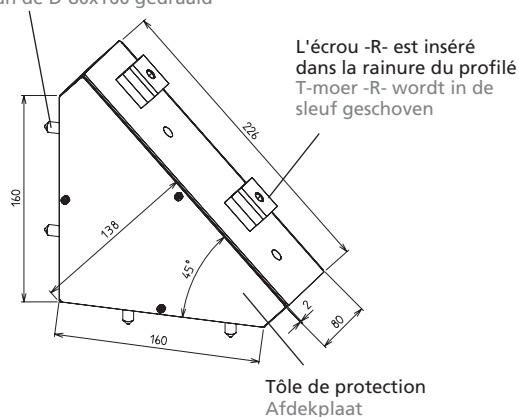 de D-80x160 gedraaid
L'écrou -R- est inséré
dans la rainure du profilé
T-moer -R- wordt in de
sleuf geschoven
226
160
138
45°
2
80
160
Tôle de protection
Afdekplaat